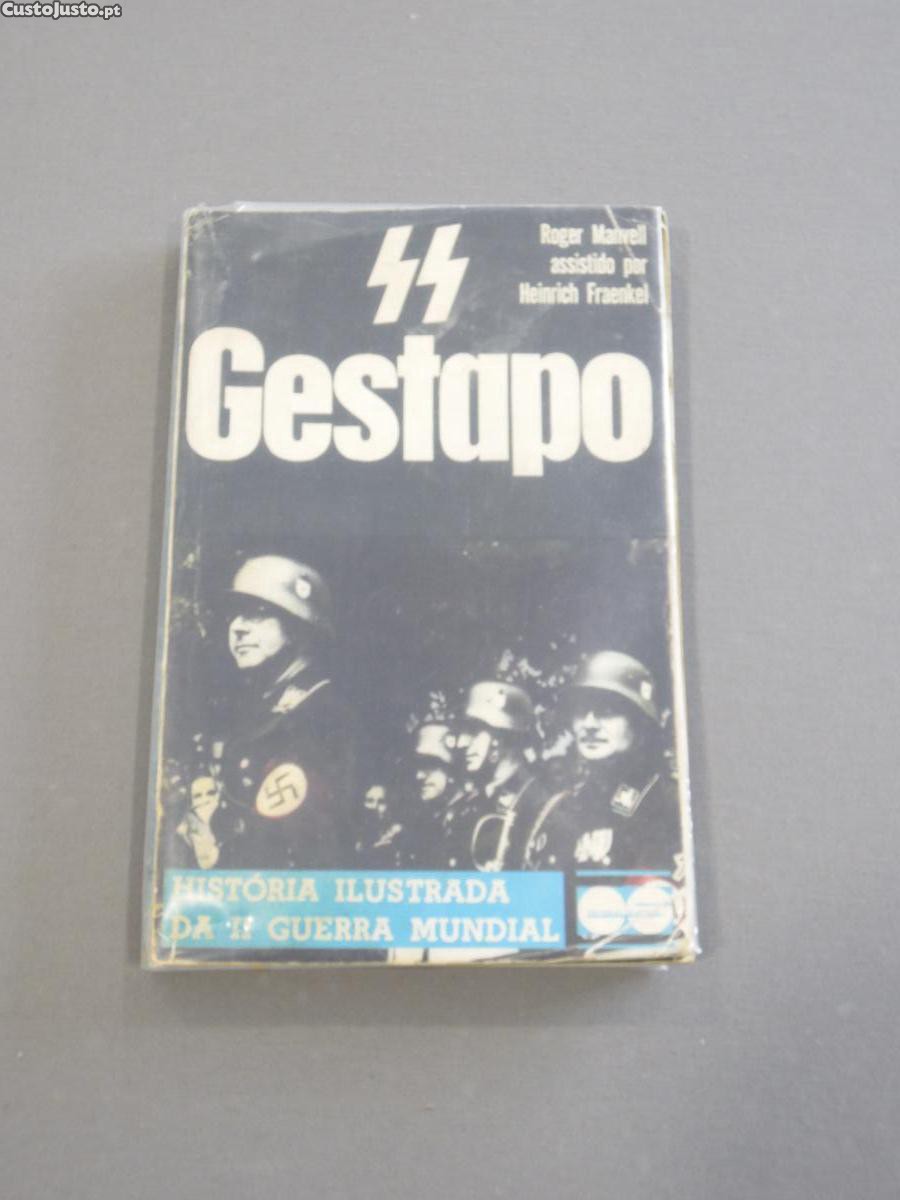 CustoJusto.pt
Roger Manvell
assistido por
Heinrich Fraenkel
SS
Gestapo
HISTÓRIA ILUSTRADA
DA II GUERRA MUNDIAL